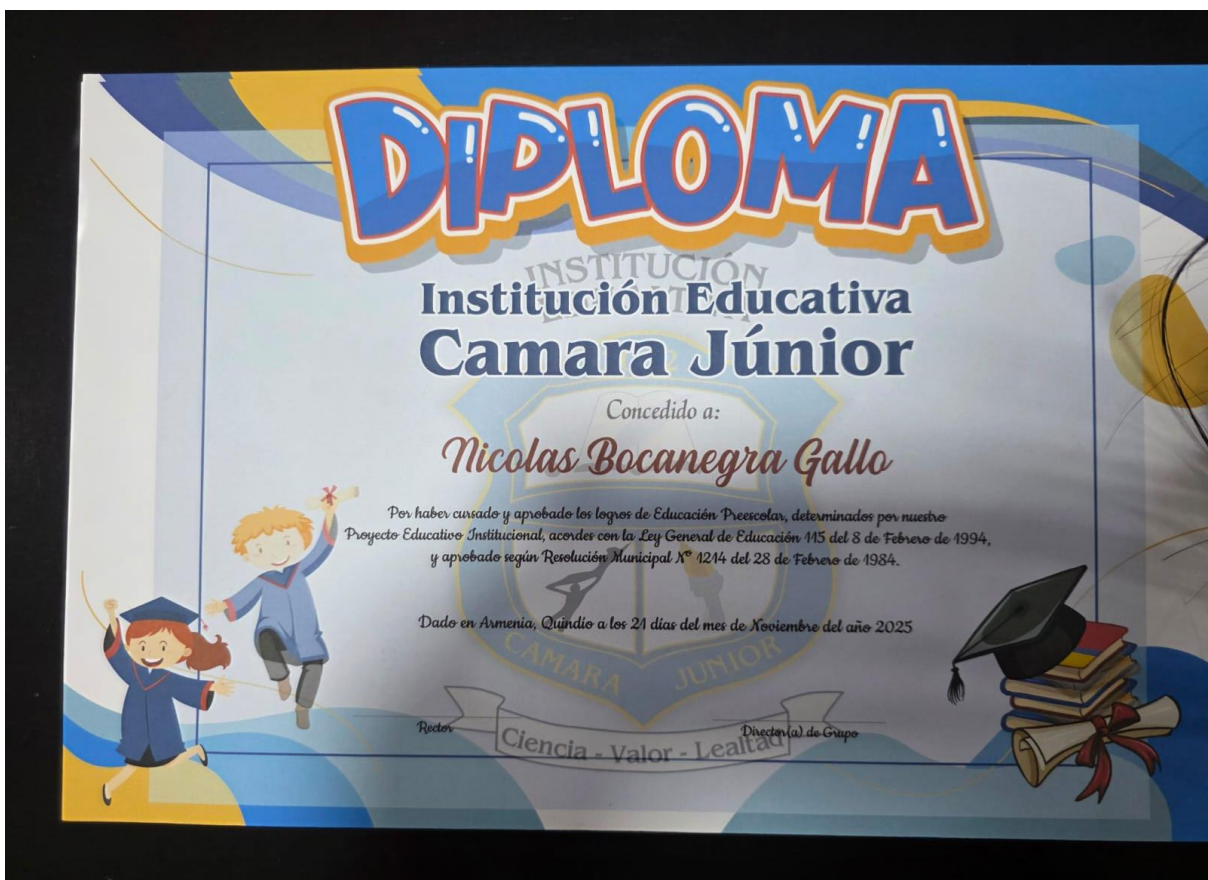 DIPLOMA
INSTITUCIÓN
Institución Educativa
Camara Júnior
Concedido a:
Nicolas Bocanegra Gallo
Por haber cursado y aprobado los logros de Educación Preescolar, determinados por nuestro
Proyecto Educativo Institucional, acordes con la Ley General de Educación 115 del 8 de Febrero de 1994,
y aprobado según Resolución Municipal Nº 1214 del 28 de Febrero de 1984.
Dado en Armenia, Quindío a los 21 días del mes de Noviembre del año 2025
CAMARA JUNIOR
Rector
Director(a) de Grupo
Ciencia - Valor - Lealtad